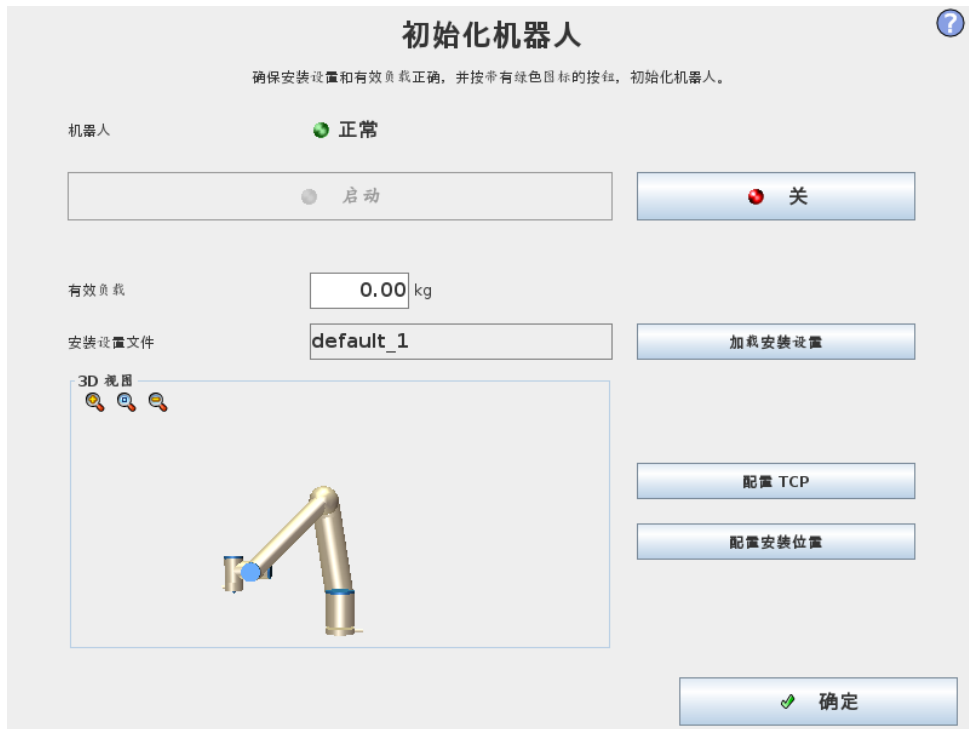 初始化机器人
?
确保安装设置和有效负载正确，并按带有绿色图标的按钮，初始化机器人。
机器人 正常
启动 关
有效负载 0.00 kg
安装设置文件 default_1 加载安装设置
3D 视图
配置 TCP
配置安装位置
确定